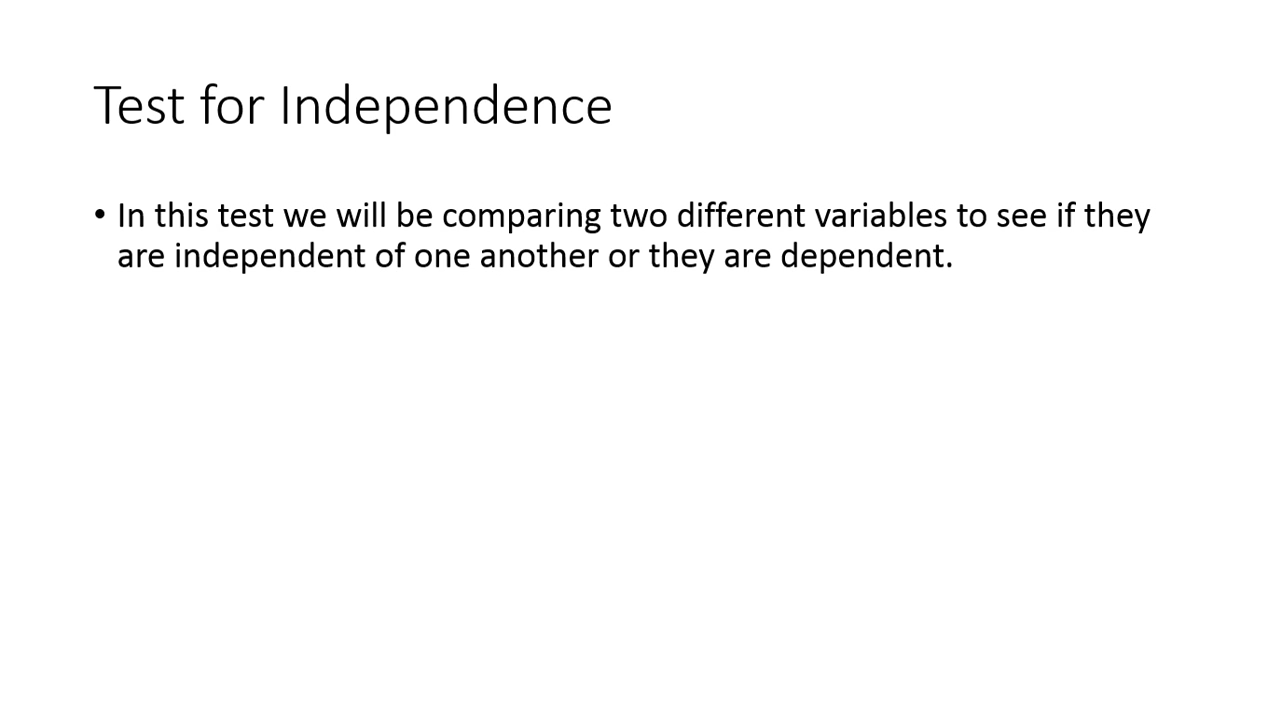 Test for Independence
• In this test we will be comparing two different variables to see if they
are independent of one another or they are dependent.